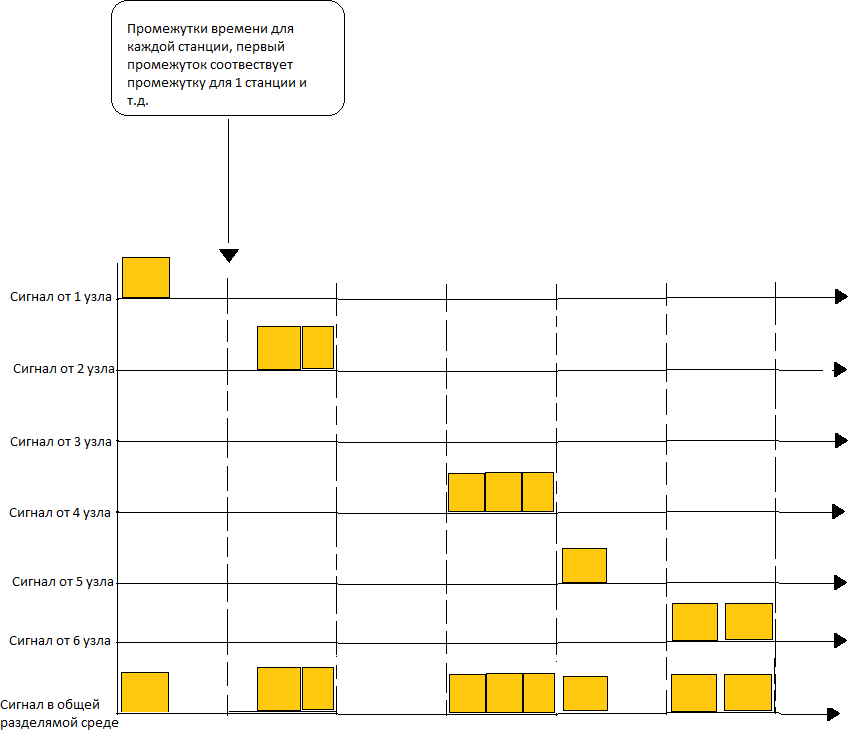 Промежутки времени для
каждой станции, первый
промежуток соотвествует
промежутку для 1 станции и
т.д.
Сигнал от 1 узла
Сигнал от 2 узла
Сигнал от 3 узла
Сигнал от 4 узла
Сигнал от 5 узла
Сигнал от 6 узла
Сигнал в общей
разделямой среде